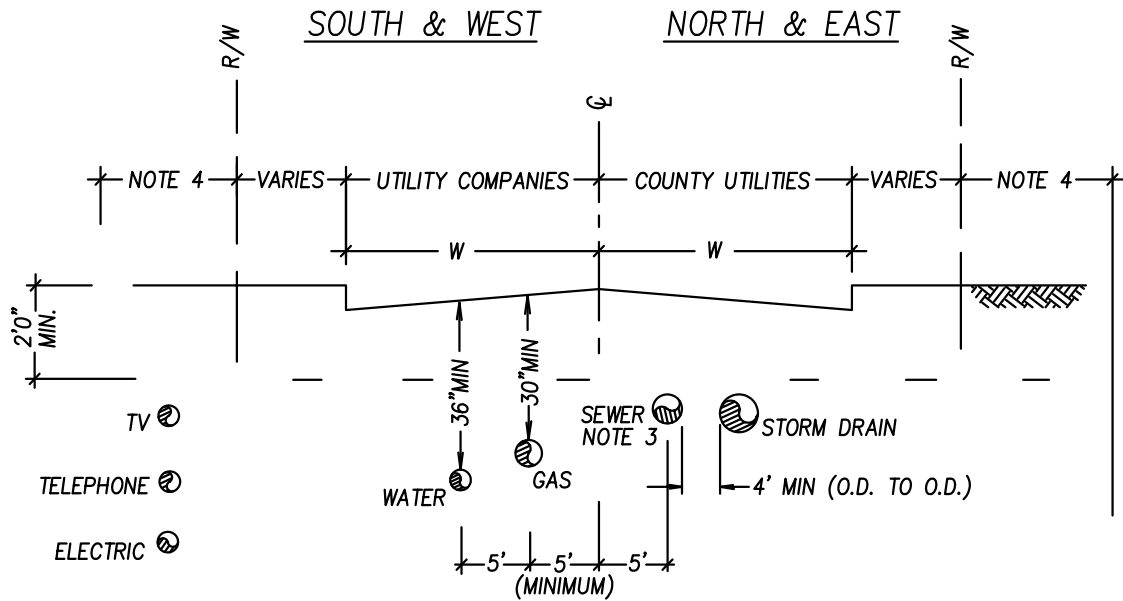 SOUTH & WEST
NORTH & EAST
R/W
R/W
℄
NOTE 4
VARIES
UTILITY COMPANIES
COUNTY UTILITIES
VARIES
NOTE 4
W
W
2'0"
MIN.
36"MIN
30"MIN
TV
SEWER
NOTE 3
STORM DRAIN
TELEPHONE
WATER
GAS
4' MIN (O.D. TO O.D.)
ELECTRIC
5'
5'
5'
(MINIMUM)